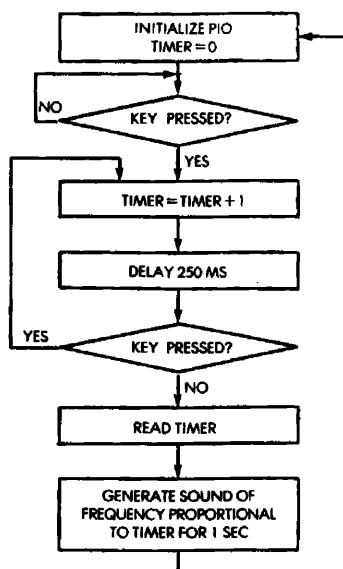 INITIALIZE PIO
TIMER = 0
NO
KEY PRESSED?
YES
TIMER = TIMER + 1
DELAY 250 MS
YES
KEY PRESSED?
NO
READ TIMER
GENERATE SOUND OF
FREQUENCY PROPORTIONAL
TO TIMER FOR 1 SEC